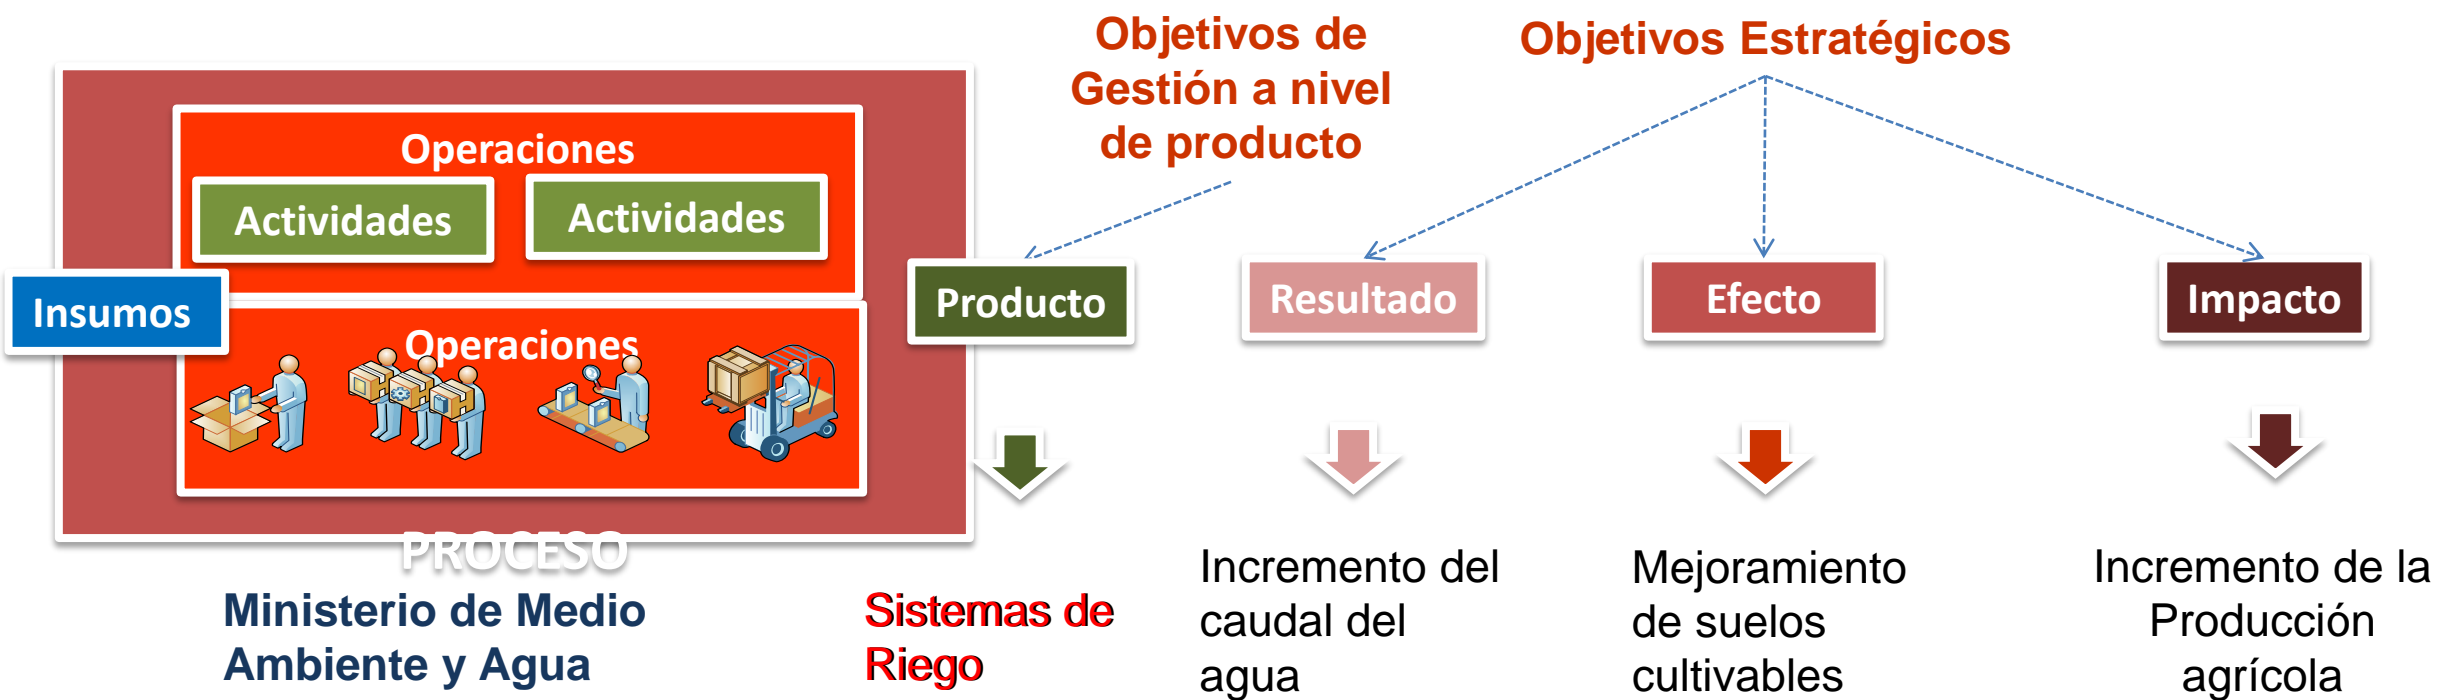 Objetivos de
Gestión a nivel
de producto
Objetivos Estratégicos
Operaciones
Actividades
Actividades
Insumos
Operaciones
Producto
Resultado
Efecto
Impacto
PROCESO
Ministerio de Medio
Ambiente y Agua
Sistemas de
Riego
Incremento del
caudal del
agua
Mejoramiento
de suelos
cultivables
Incremento de la
Producción
agrícola